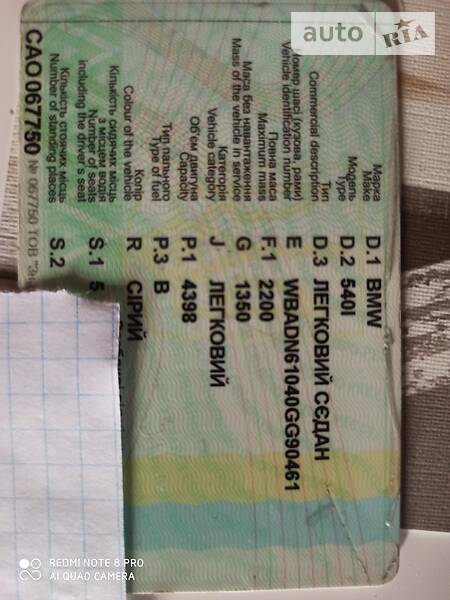 auto RIA
Марка D.1 BMW
Make
Модель D.2 540I
Type
Тип D.3 ЛЕГКОВИЙ СЄДАН
Commercial description
Номер шасі (кузова, рами) E WBADN61040GG90461
Vehicle identification number
Повна маса F.1 2200
Maximum mass
Маса без навантаження G 1350
Mass of the vehicle in service
Категорія J ЛЕГКОВИЙ
Vehicle category
Об'єм двигуна P.1 4398
Capacity
Тип пального P.3 B
Type of fuel
Колір R СІРИЙ
Colour of the vehicle
Кількість сидячих місць S.1 5
з місцем водія
Number of seats
including the driver's seat
Кількість стоячих місць S.2
Number of standing places
САО 067750 № 067750 ТОВ "Зн
REDMI NOTE 8 PRO
AI QUAD CAMERA